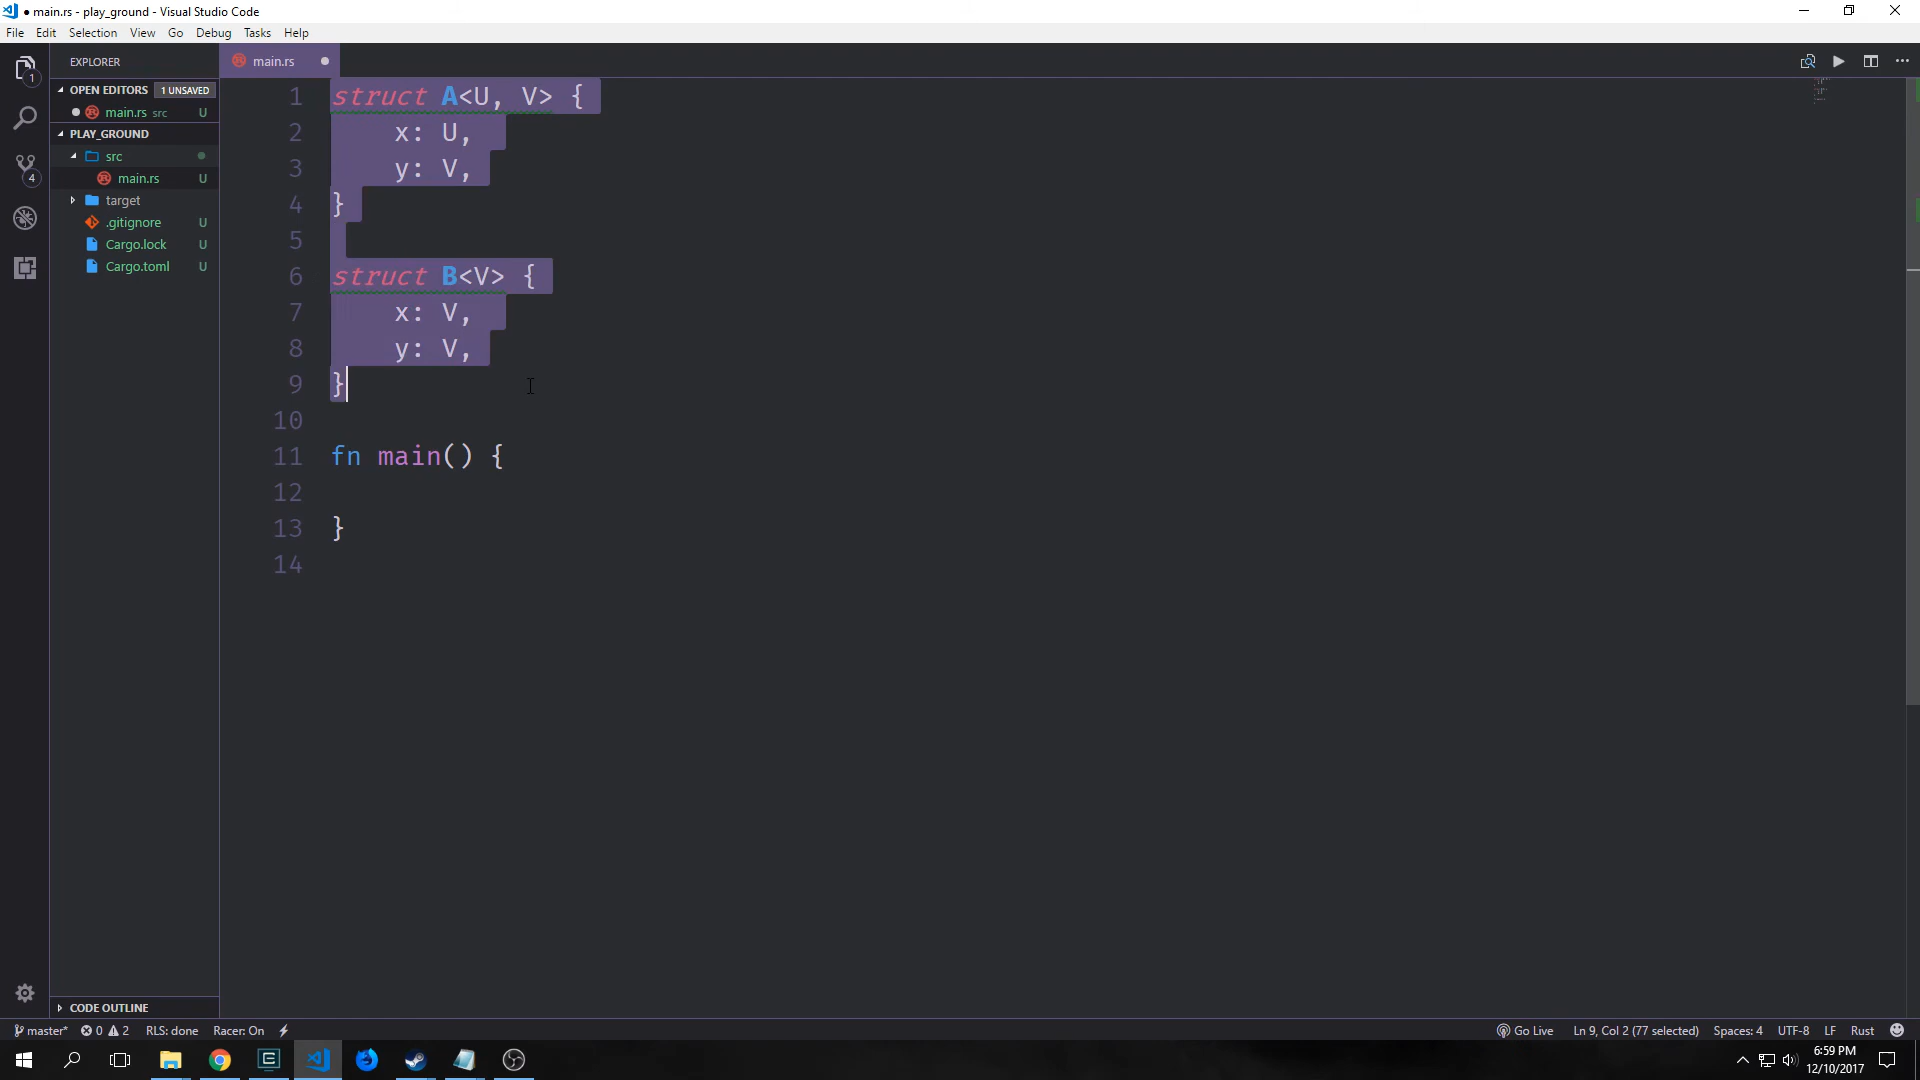 ● main.rs - play_ground - Visual Studio Code
File Edit Selection View Go Debug Tasks Help
EXPLORER
main.rs
OPEN EDITORS 1 UNSAVED
main.rs src U
PLAY_GROUND
src
main.rs U
target
.gitignore U
Cargo.lock U
Cargo.toml U
CODE OUTLINE
1
4
1 struct A<U, V> {
2 x: U,
3 y: V,
4 }
5
6 struct B<V> {
7 x: V,
8 y: V,
9 }
10
11 fn main() {
12
13 }
14
master* 0 2 RLS: done Racer: On Go Live Ln 9, Col 2 (77 selected) Spaces: 4 UTF-8 LF Rust
6:59 PM
12/10/2017